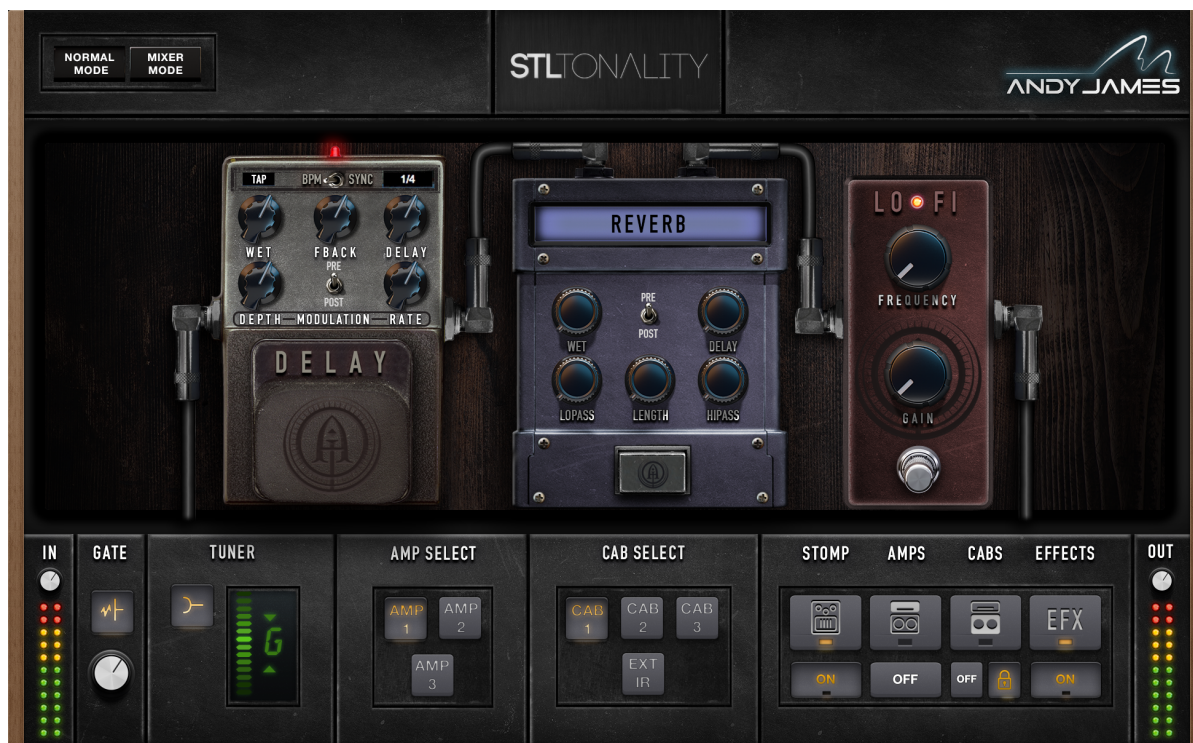 NORMAL
MODE
MIXER
MODE
STLTONALITY
ANDY JAMES
TAP
BPM
SYNC
1/4
WET
FBACK
DELAY
PRE
POST
DEPTH
MODULATION
RATE
DELAY
REVERB
PRE
POST
WET
DELAY
LOPASS
LENGTH
HIPASS
LO FI
FREQUENCY
GAIN
IN
GATE
TUNER
G
AMP SELECT
AMP
1
AMP
2
AMP
3
CAB SELECT
CAB
1
CAB
2
CAB
3
EXT
IR
STOMP
AMPS
CABS
EFFECTS
EFX
ON
OFF
OFF
ON
OUT